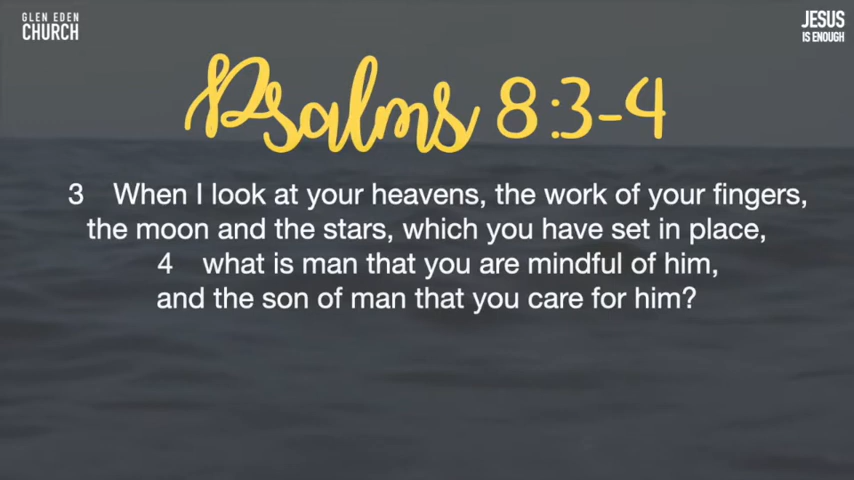 GLEN EDEN
CHURCH
JESUS
IS ENOUGH
Psalms 8:3-4
3 When I look at your heavens, the work of your fingers,
the moon and the stars, which you have set in place,
4 what is man that you are mindful of him,
and the son of man that you care for him?